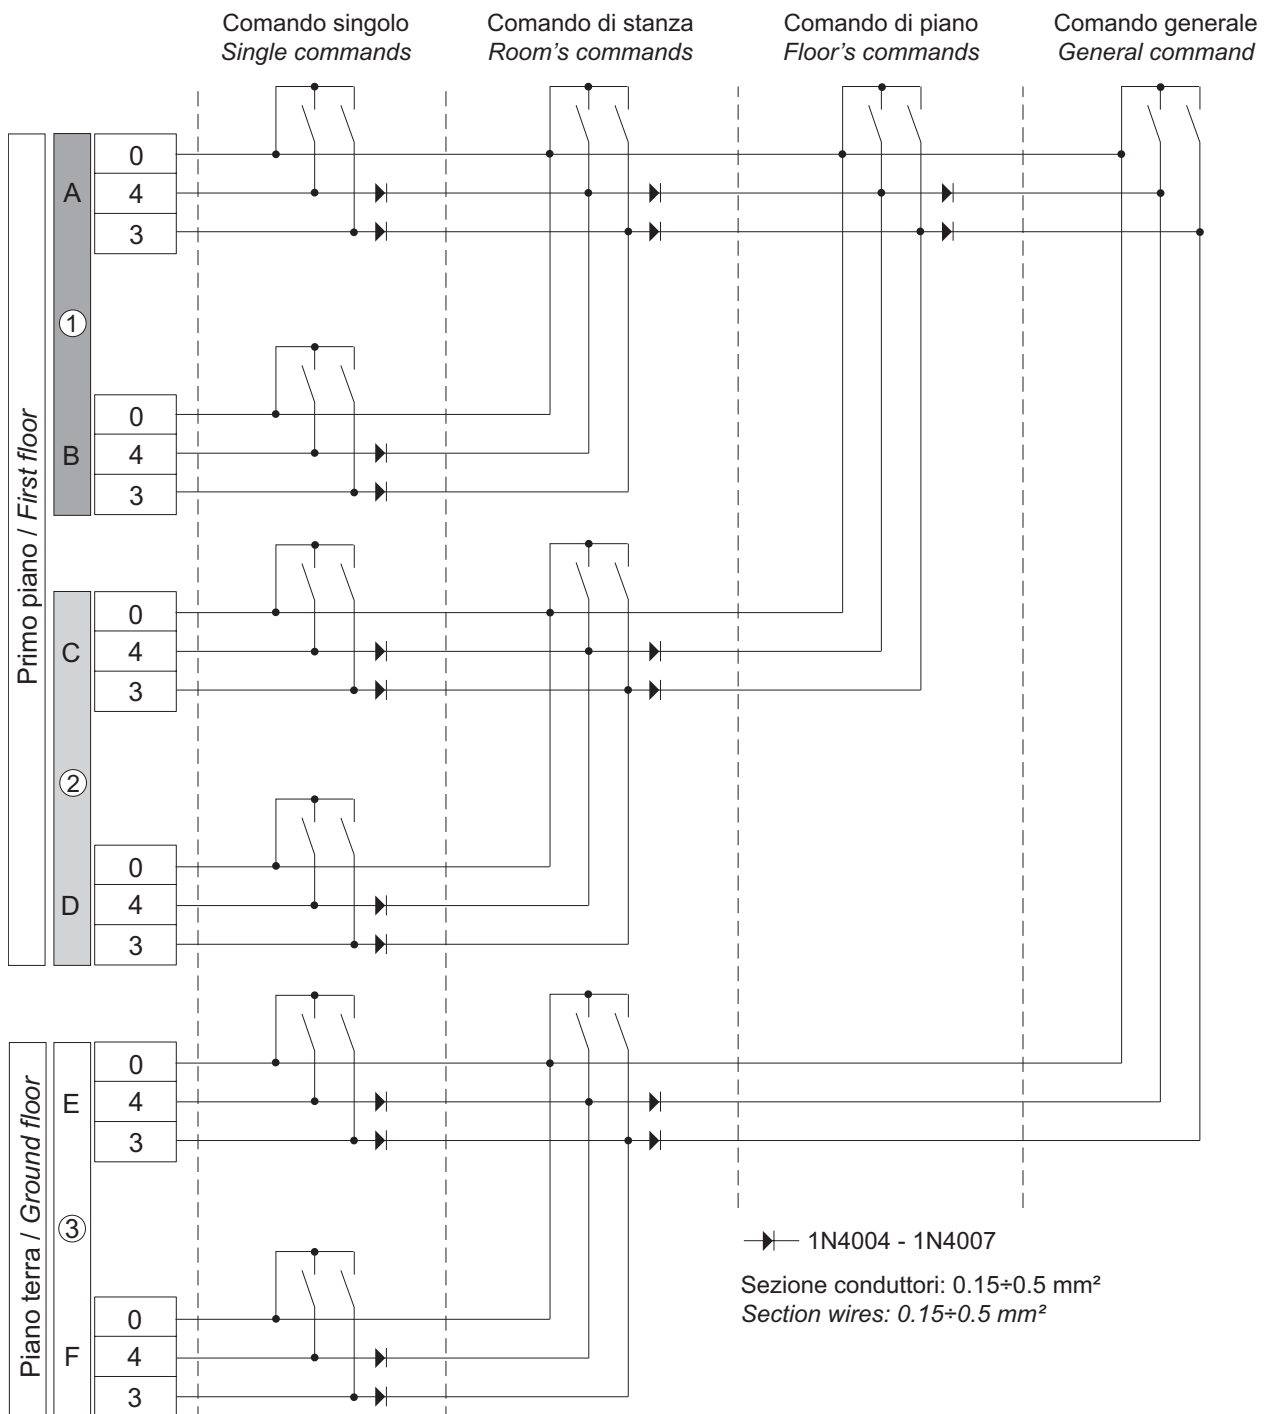 Comando singolo
Single commands
Comando di stanza
Room's commands
Comando di piano
Floor's commands
Comando generale
General command
Primo piano / First floor
A
0
4
3
1
B
0
4
3
C
0
4
3
2
D
0
4
3
Piano terra / Ground floor
E
0
4
3
3
F
0
4
3
1N4004 - 1N4007
Sezione conduttori: 0.15÷0.5 mm²
Section wires: 0.15÷0.5 mm²